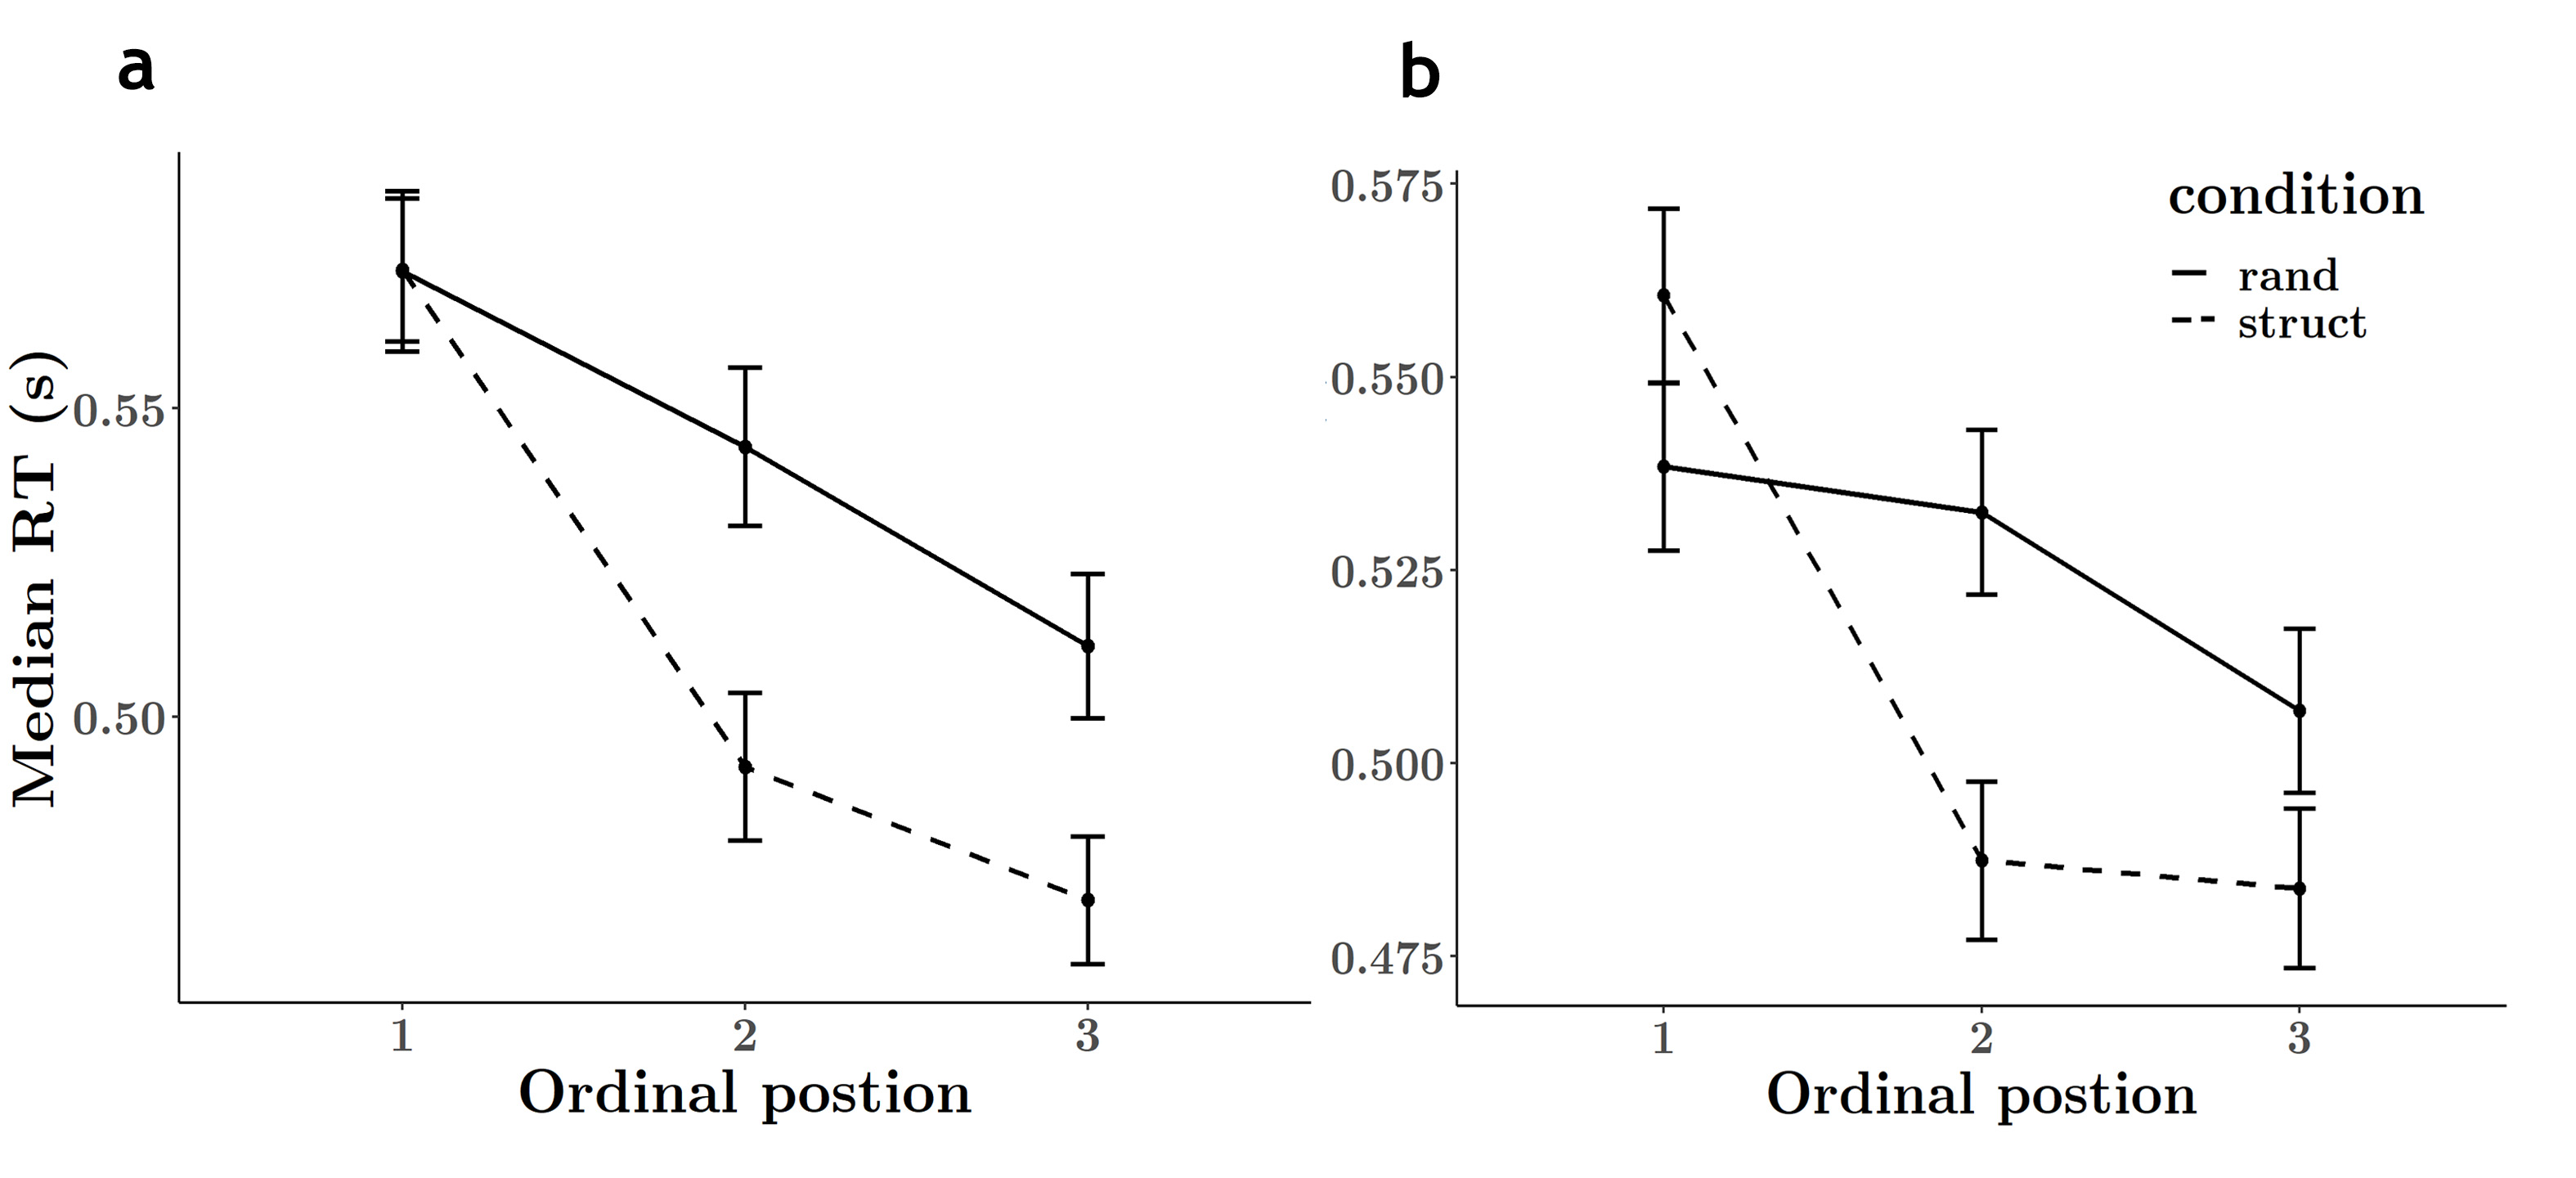 a
Median RT (s)
0.55
0.50
1 2 3
Ordinal postion
b
0.575
0.550
0.525
0.500
0.475
1 2 3
Ordinal postion
condition
rand
struct